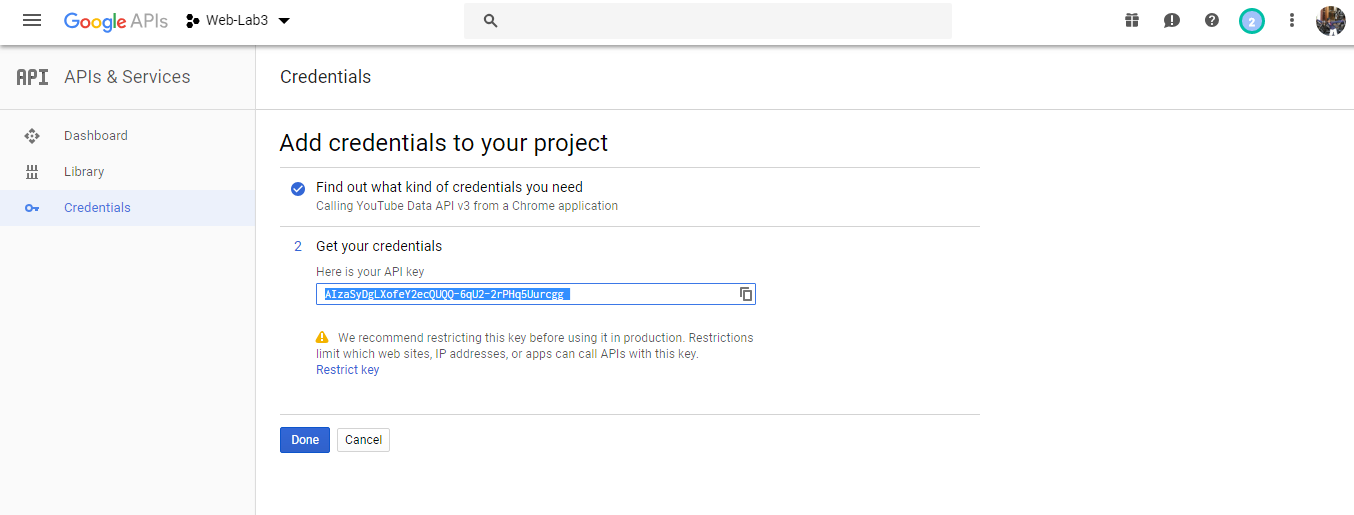 Google APIs
Web-Lab3
2
API APIs & Services
Credentials
Dashboard
Library
Credentials
Add credentials to your project
Find out what kind of credentials you need
Calling YouTube Data API v3 from a Chrome application
2 Get your credentials
Here is your API key
AIzaSyDgLXofeY2ecQUQQ-6qU2-2rPHq5Uurcgg
We recommend restricting this key before using it in production. Restrictions
limit which web sites, IP addresses, or apps can call APIs with this key.
Restrict key
Done Cancel